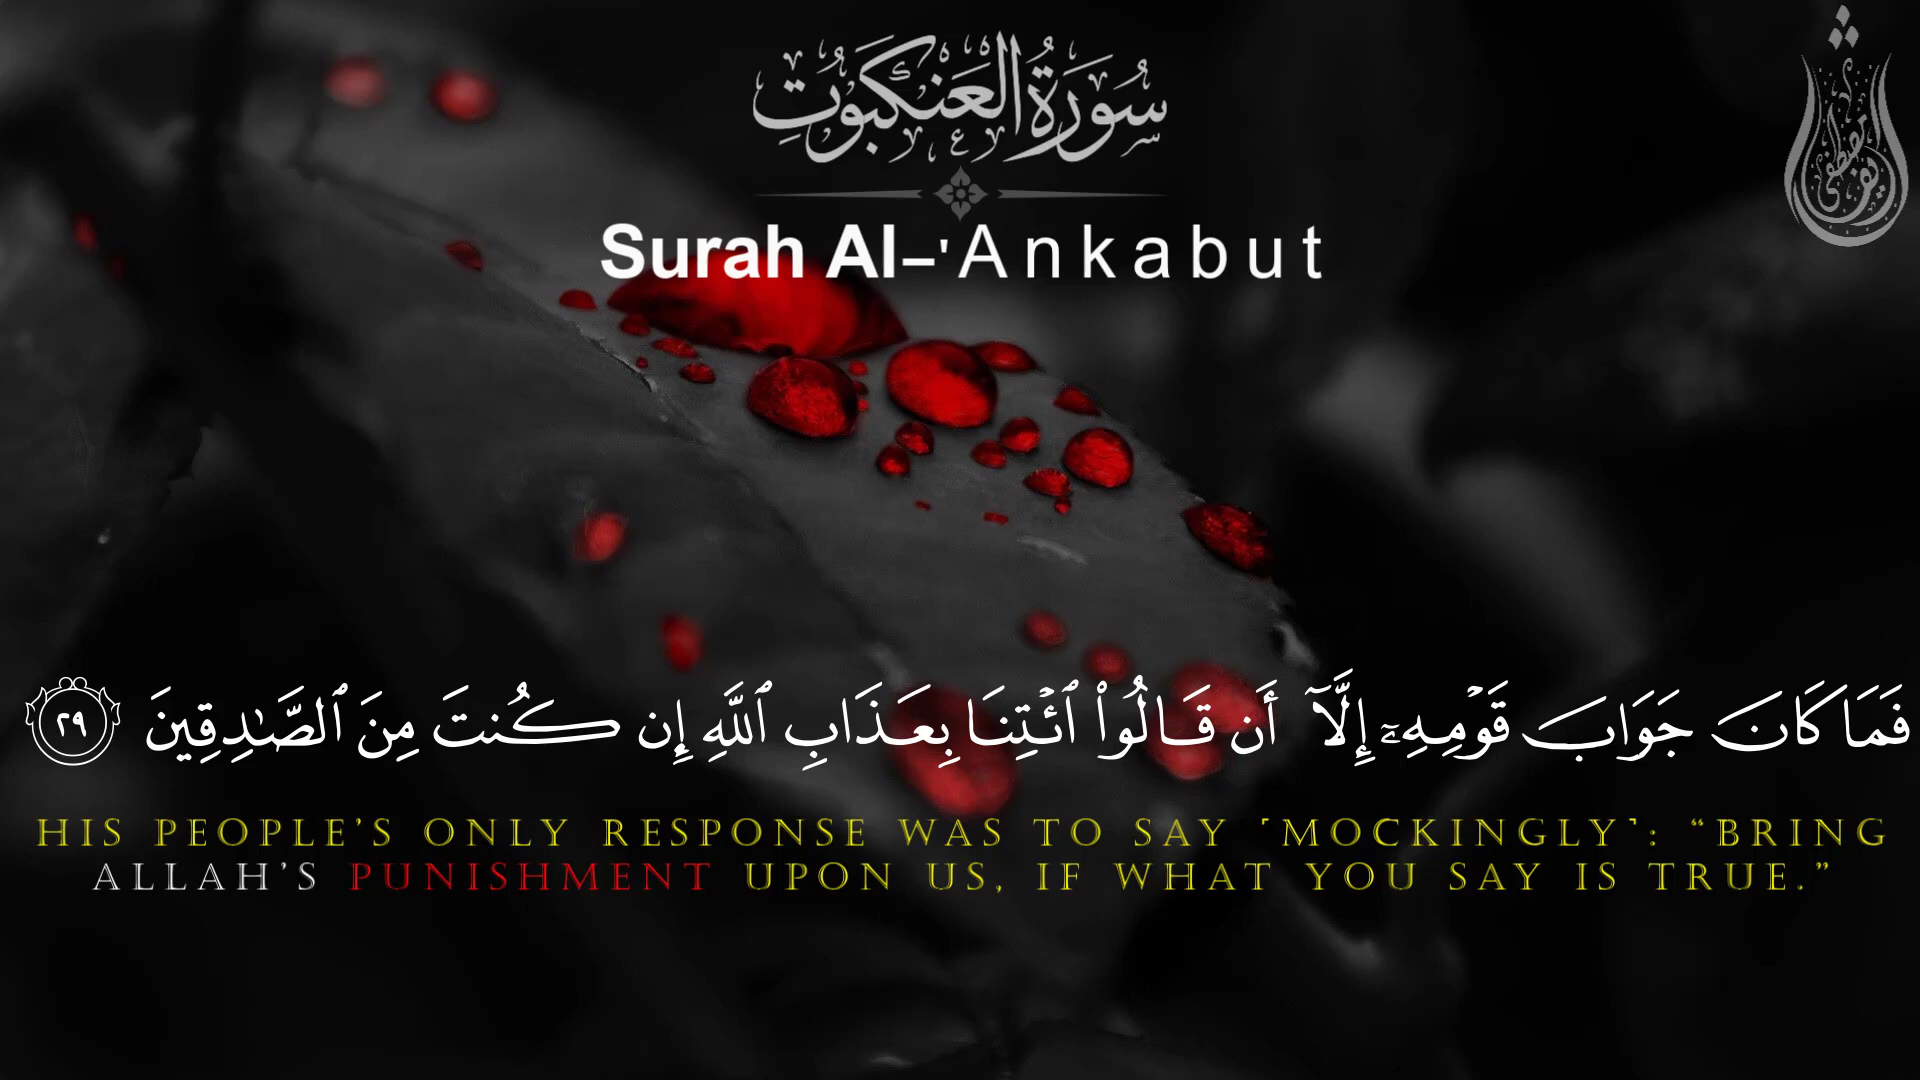 سُورَةُ العَنكَبُوتِ
Surah Al-'Ankabut
فَمَا كَانَ جَوَابَ قَوْمِهِۦٓ إِلَّآ أَن قَالُوا۟ ٱئْتِنَا بِعَذَابِ ٱللَّهِ إِن كُنتَ مِنَ ٱلصَّـٰدِقِينَ ٢٩
HIS PEOPLE'S ONLY RESPONSE WAS TO SAY ˹MOCKINGLY˺: “BRING
ALLAH'S PUNISHMENT UPON US, IF WHAT YOU SAY IS TRUE.”